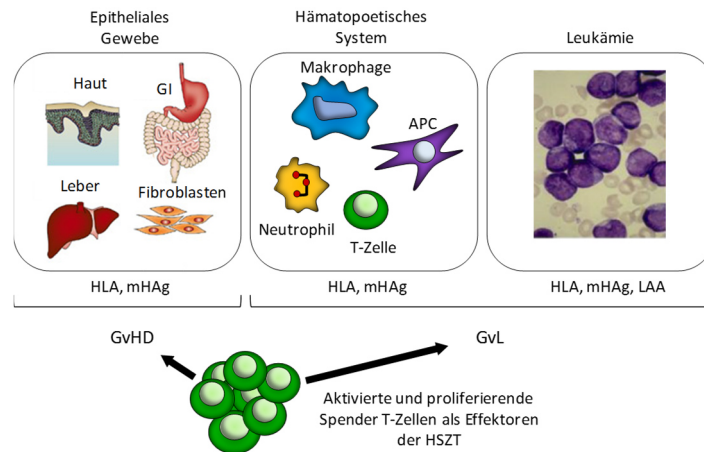 Epitheliales
Gewebe
Hämatopoetisches
System
Leukämie
Haut
GI
Leber
Fibroblasten
Makrophage
APC
Neutrophil
T-Zelle
HLA, mHAg
HLA, mHAg
HLA, mHAg, LAA
GvHD
GvL
Aktivierte und proliferierende
Spender T-Zellen als Effektoren
der HSZT